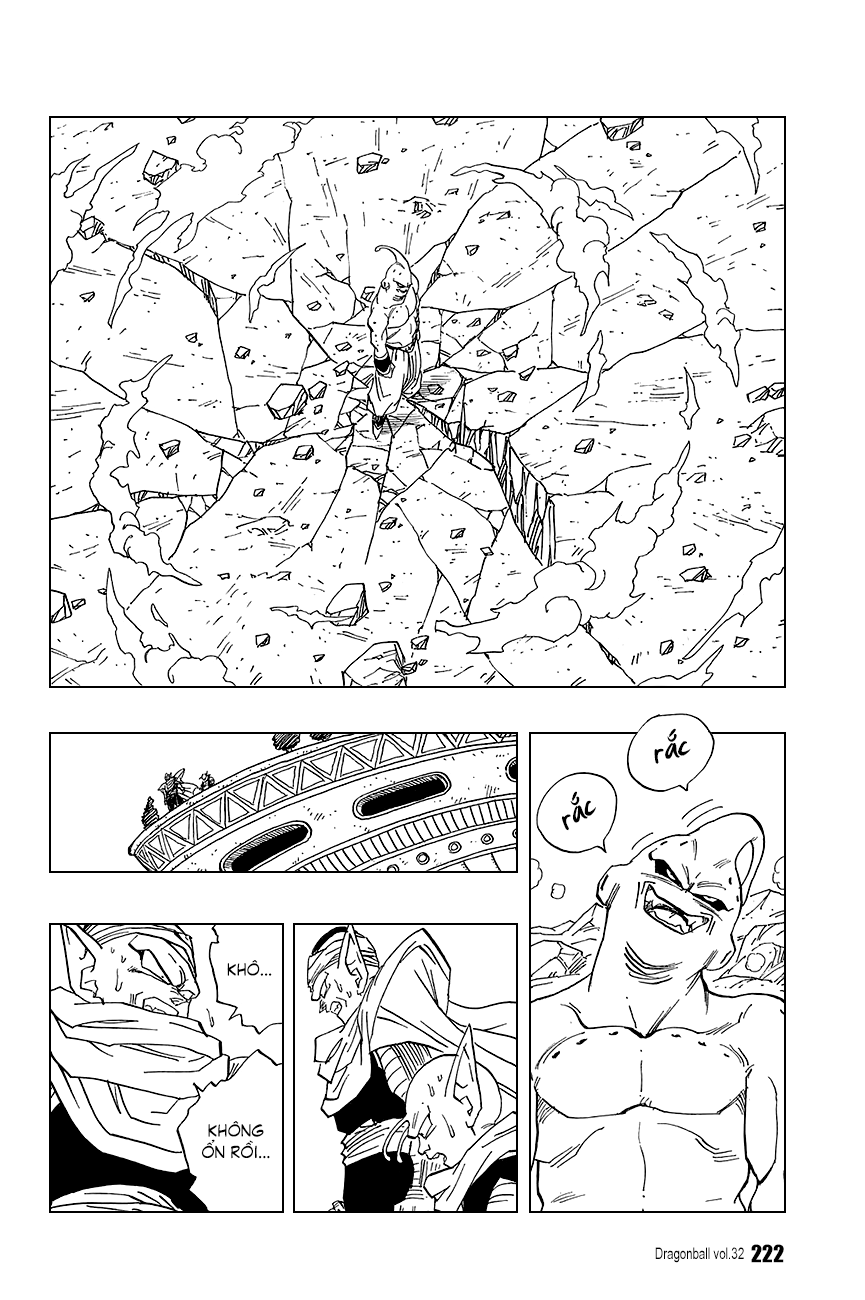 rắc
rắc
KHÔ...
KHÔNG
ỔN RỒI...
Dragonball vol.32 222